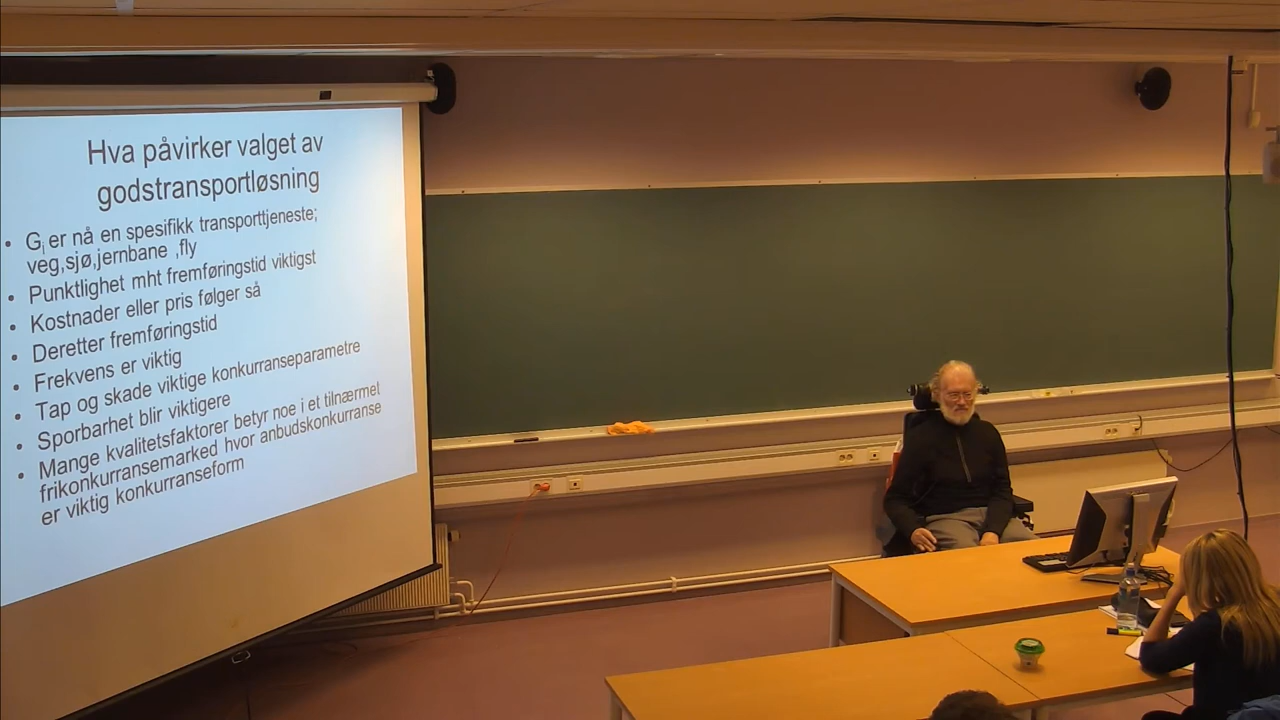 Hva påvirker valget av
godstransportløsning
• Gi er nå en spesifikk transporttjeneste;
veg,sjø,jernbane ,fly
• Punktlighet mht fremføringstid viktigst
• Kostnader eller pris følger så
• Deretter fremføringstid
• Frekvens er viktig
• Tap og skade viktige konkurranseparametre
• Sporbarhet blir viktigere
• Mange kvalitetsfaktorer betyr noe i et tilnærmet
frikonkurransemarked hvor anbudskonkurranse
er viktig konkurranseform